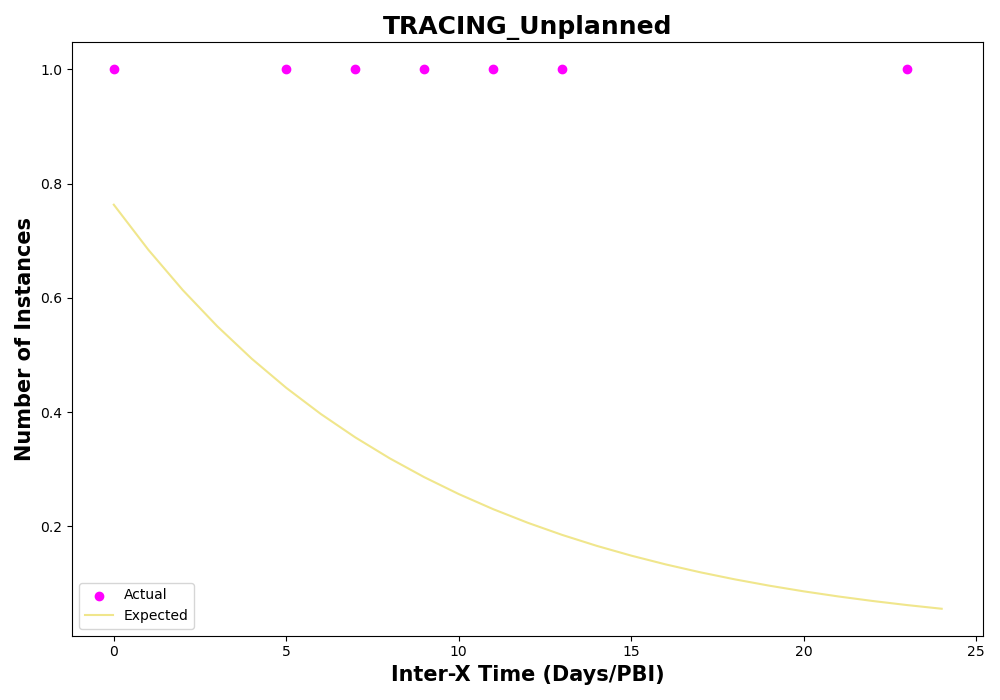 TRACING_Unplanned
Number of Instances
1.0
0.8
0.6
0.4
0.2
Actual
Expected
0 5 10 15 20 25
Inter-X Time (Days/PBI)